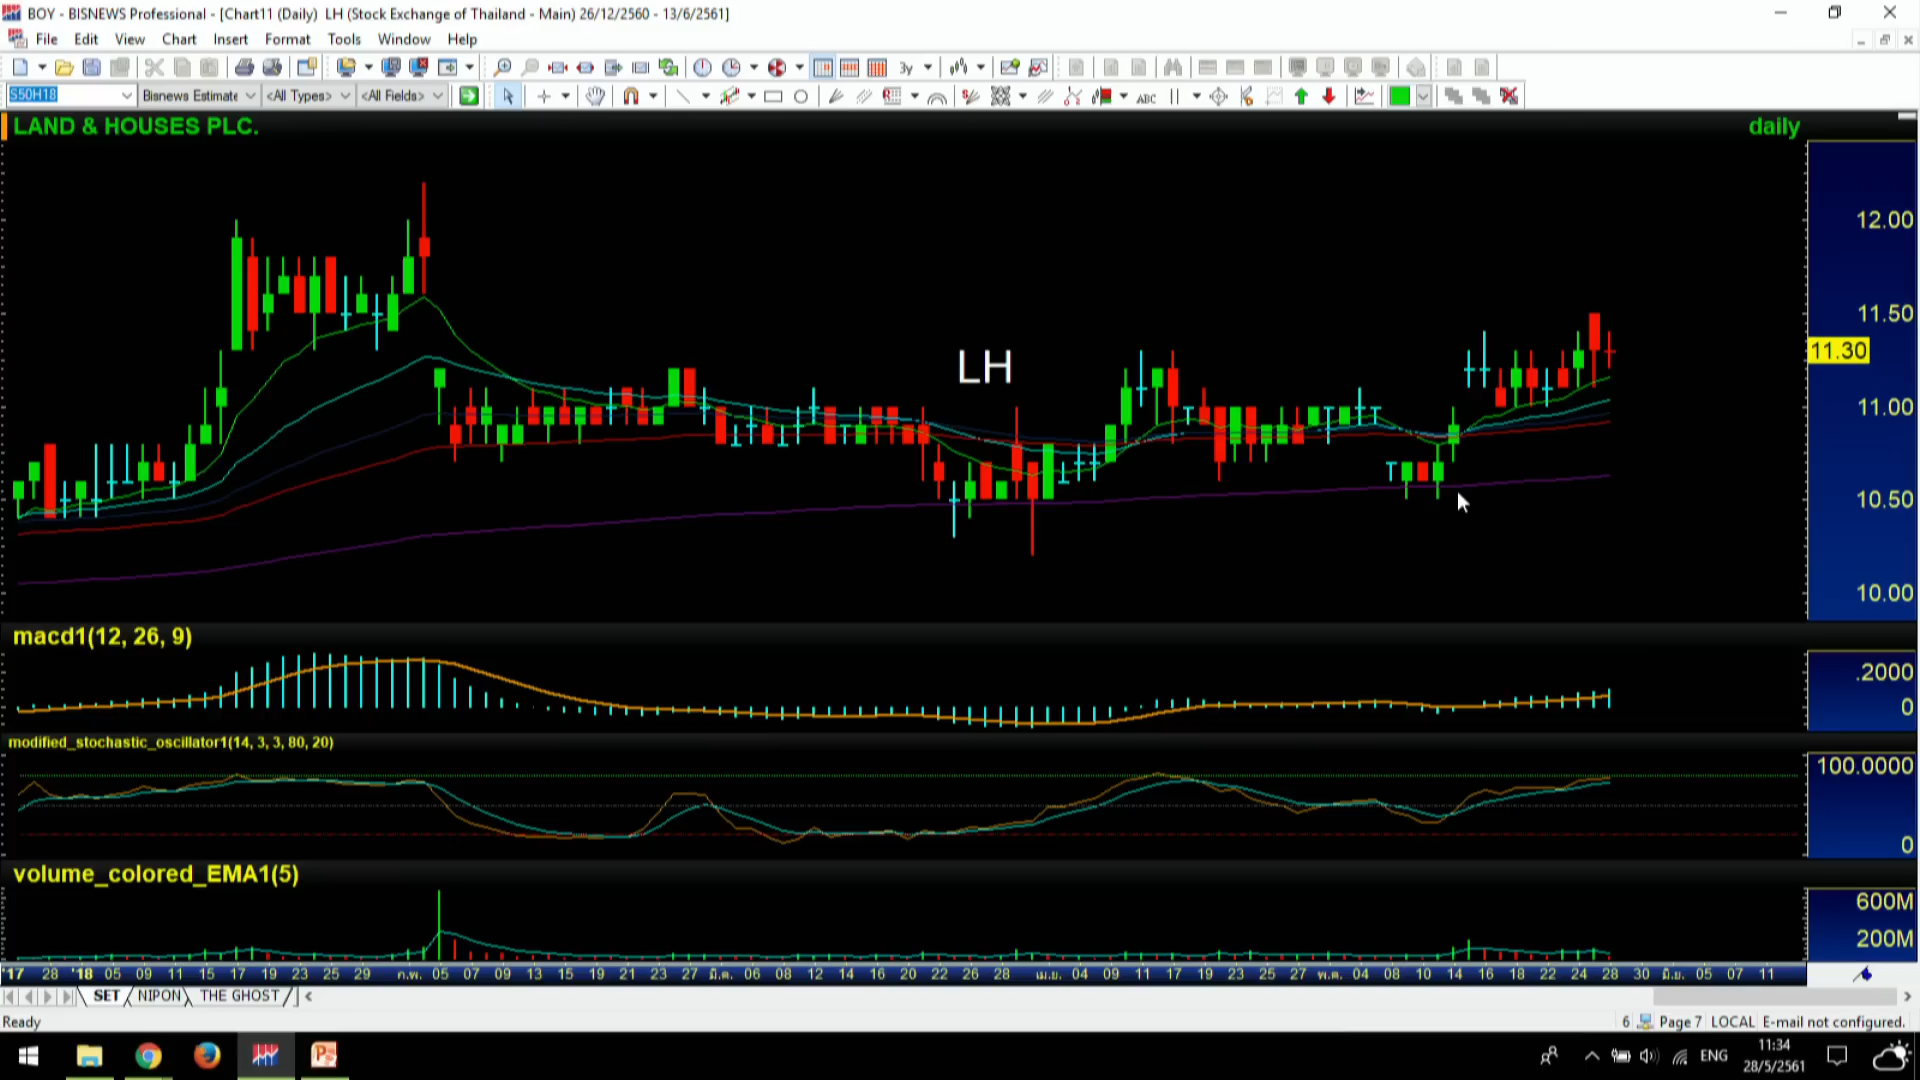 BOY - BISNEWS Professional - [Chart11 (Daily)  LH (Stock Exchange of Thailand - Main) 26/12/2560 - 13/6/2561]
File Edit View Chart Insert Format Tools Window Help
3y
S50H18 Bisnews Estimate <All Types> <All Fields> ABC
LAND & HOUSES PLC. daily
12.00
11.50
11.30
LH
11.00
10.50
10.00
macd1(12, 26, 9)
.2000
0
modified_stochastic_oscillator1(14, 3, 3, 80, 20)
100.0000
0
volume_colored_EMA1(5)
600M
200M
'17 28 '18 05 09 11 15 17 19 23 25 29 ก.พ. 05 07 09 13 15 19 21 23 27 มี.ค. 06 08 12 14 16 20 22 26 28 เม.ย. 04 09 11 17 19 23 25 27 พ.ค. 04 08 10 14 16 18 22 24 28 30 มิ.ย. 05 07 11
SET NIPON THE GHOST
Ready 6 Page 7 LOCAL E-mail not configured.
ENG 11:34
28/5/2561